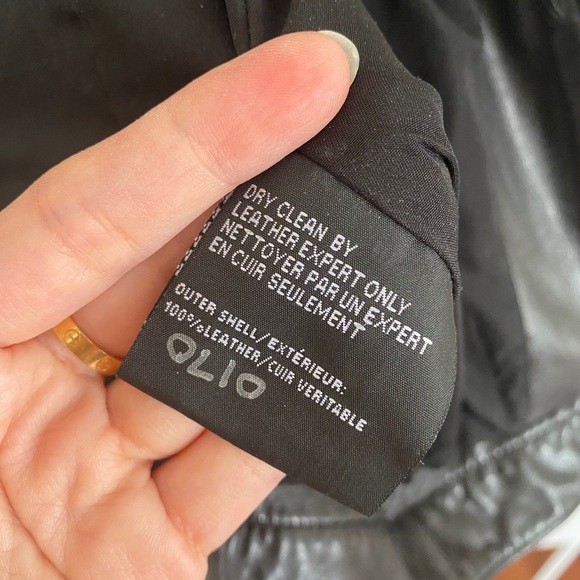 DRY CLEAN BY
LEATHER EXPERT ONLY
NETTOYER PAR UN EXPERT
EN CUIR SEULEMENT
OUTER SHELL/EXTÉRIEUR:
100%LEATHER/CUIR VERITABLE
0170